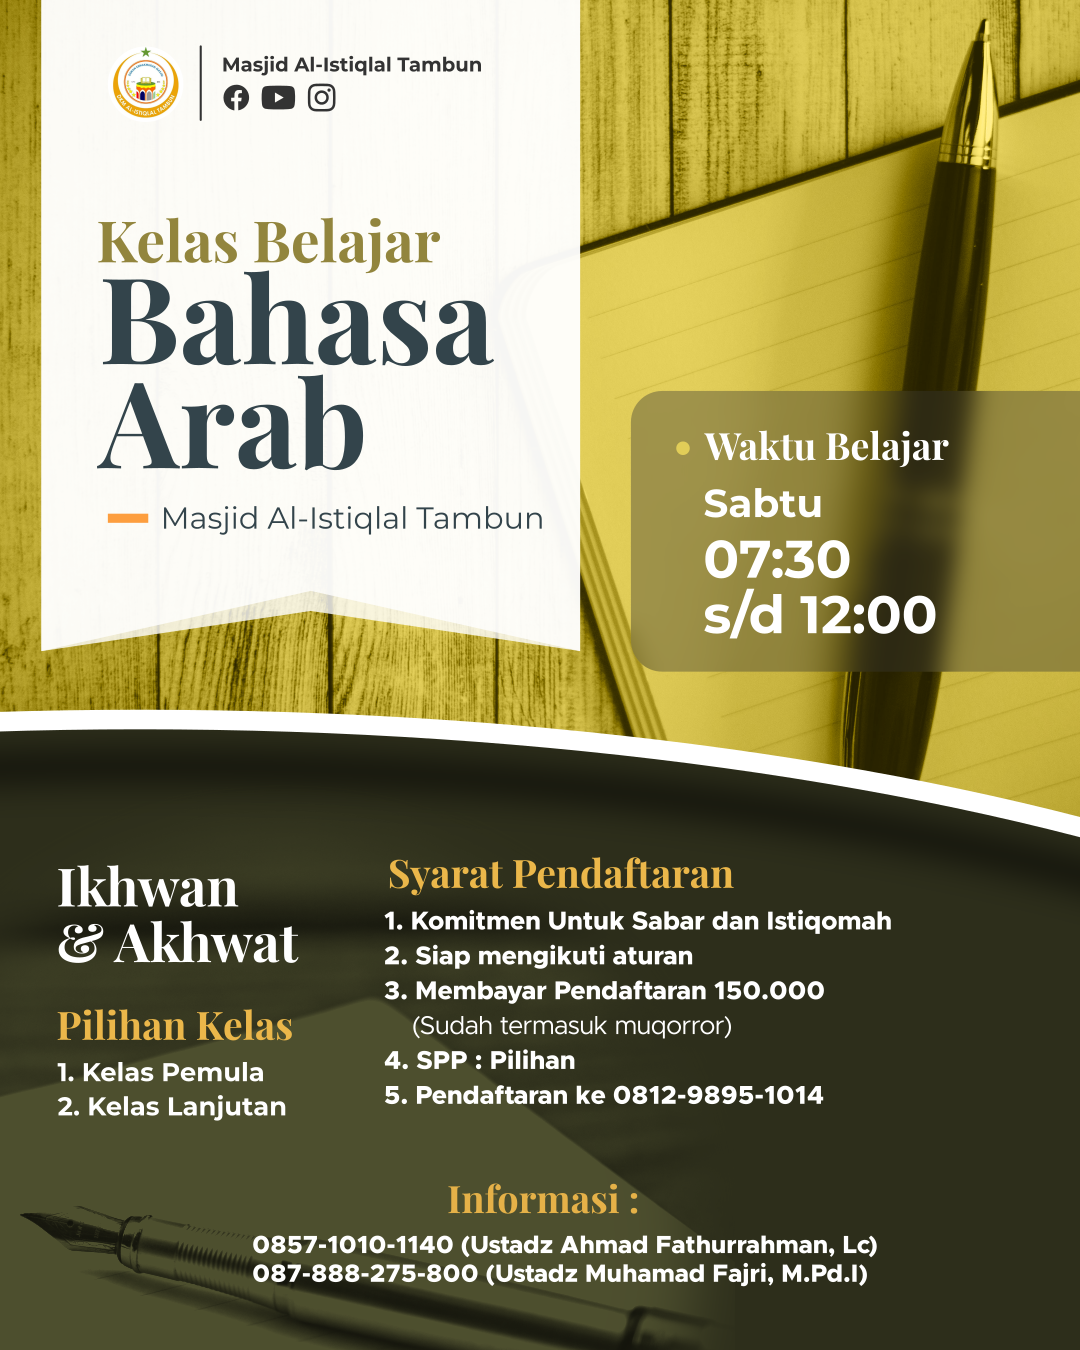 Masjid Al-Istiqlal Tambun
Kelas Belajar
Bahasa
Arab
Masjid Al-Istiqlal Tambun
Waktu Belajar
Sabtu
07:30
s/d 12:00
Ikhwan
& Akhwat
Pilihan Kelas
1. Kelas Pemula
2. Kelas Lanjutan
Syarat Pendaftaran
1. Komitmen Untuk Sabar dan Istiqomah
2. Siap mengikuti aturan
3. Membayar Pendaftaran 150.000
(Sudah termasuk muqorror)
4. SPP : Pilihan
5. Pendaftaran ke 0812-9895-1014
Informasi :
0857-1010-1140 (Ustadz Ahmad Fathurrahman, Lc)
087-888-275-800 (Ustadz Muhamad Fajri, M.Pd.I)